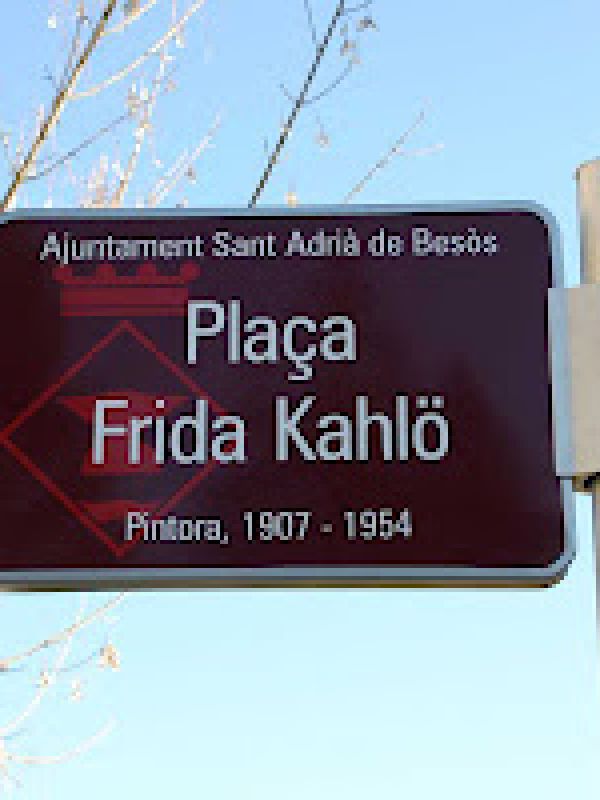 Ajuntament Sant Adrià de Besòs
Plaça
Frida Kahlö
Pintora, 1907 - 1954